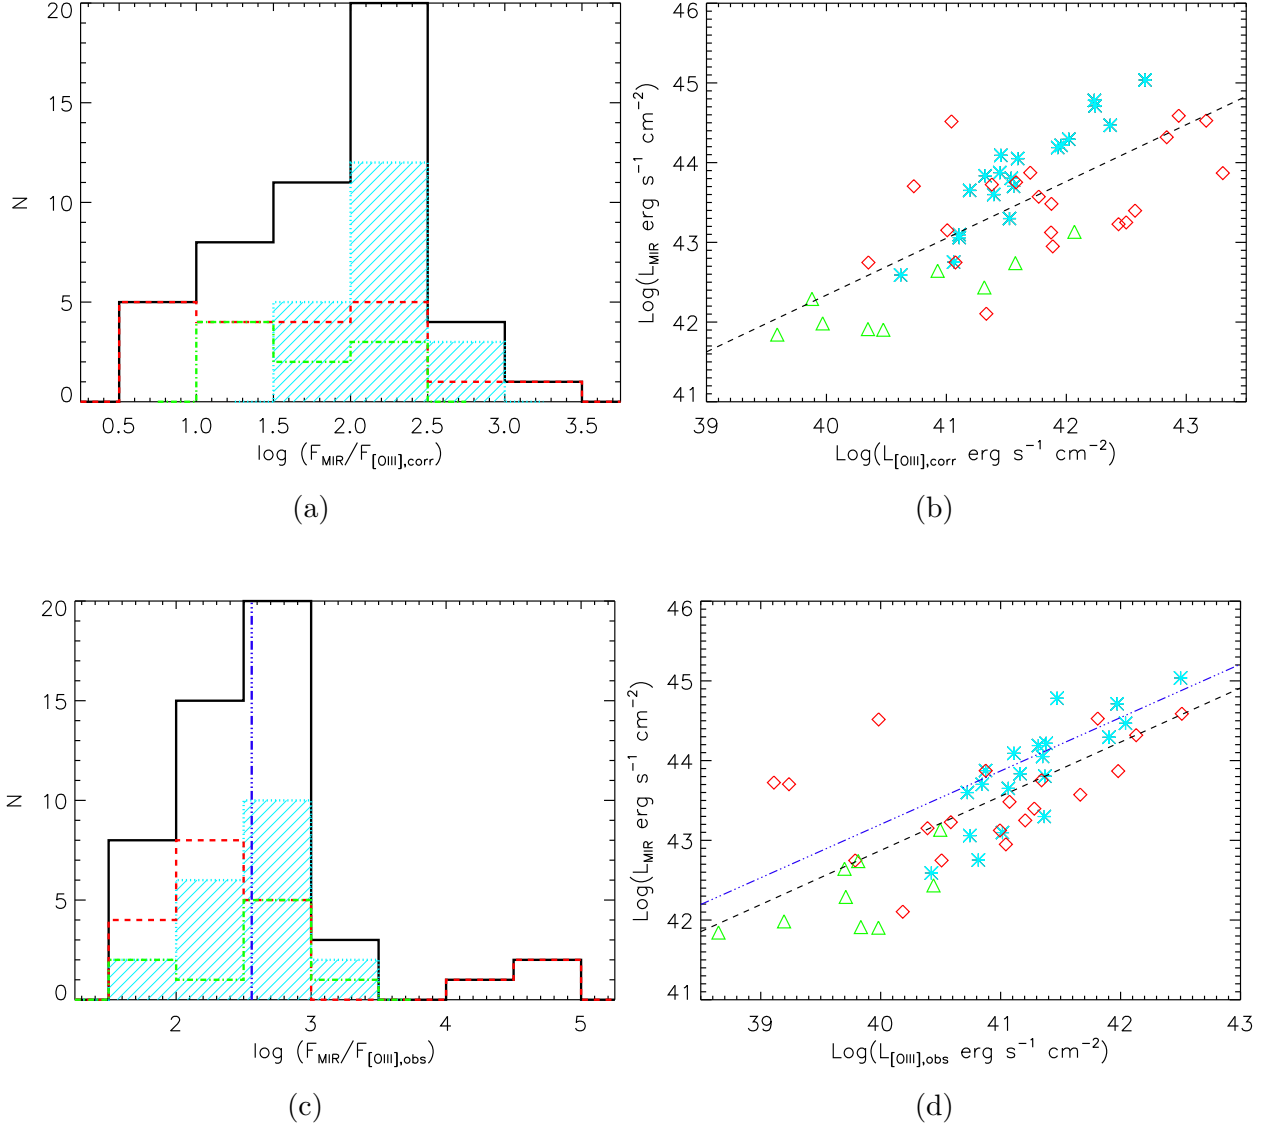 20
15
10
5
0
N
0.5 1.0 1.5 2.0 2.5 3.0 3.5
log (F_MIR/F_[OIII],corr)
(a)
46
45
44
43
42
41
Log(L_MIR erg s^−1 cm^−2)
39 40 41 42 43
Log(L_[OIII],corr erg s^−1 cm^−2)
(b)
20
15
10
5
0
N
2 3 4 5
log (F_MIR/F_[OIII],obs)
(c)
46
45
44
43
42
41
Log(L_MIR erg s^−1 cm^−2)
39 40 41 42 43
Log(L_[OIII],obs erg s^−1 cm^−2)
(d)